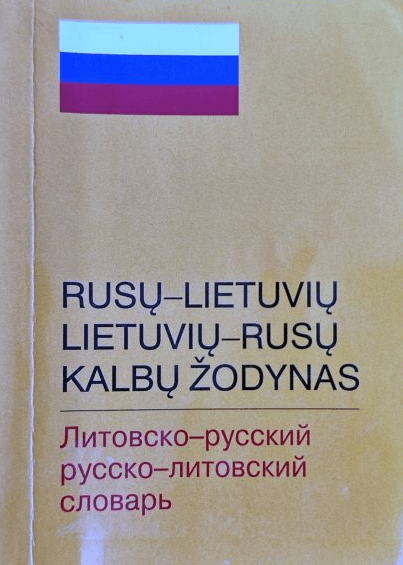 RUSŲ–LIETUVIŲ
LIETUVIŲ–RUSŲ
KALBŲ ŽODYNAS
Литовско–русский
русско–литовский
словарь